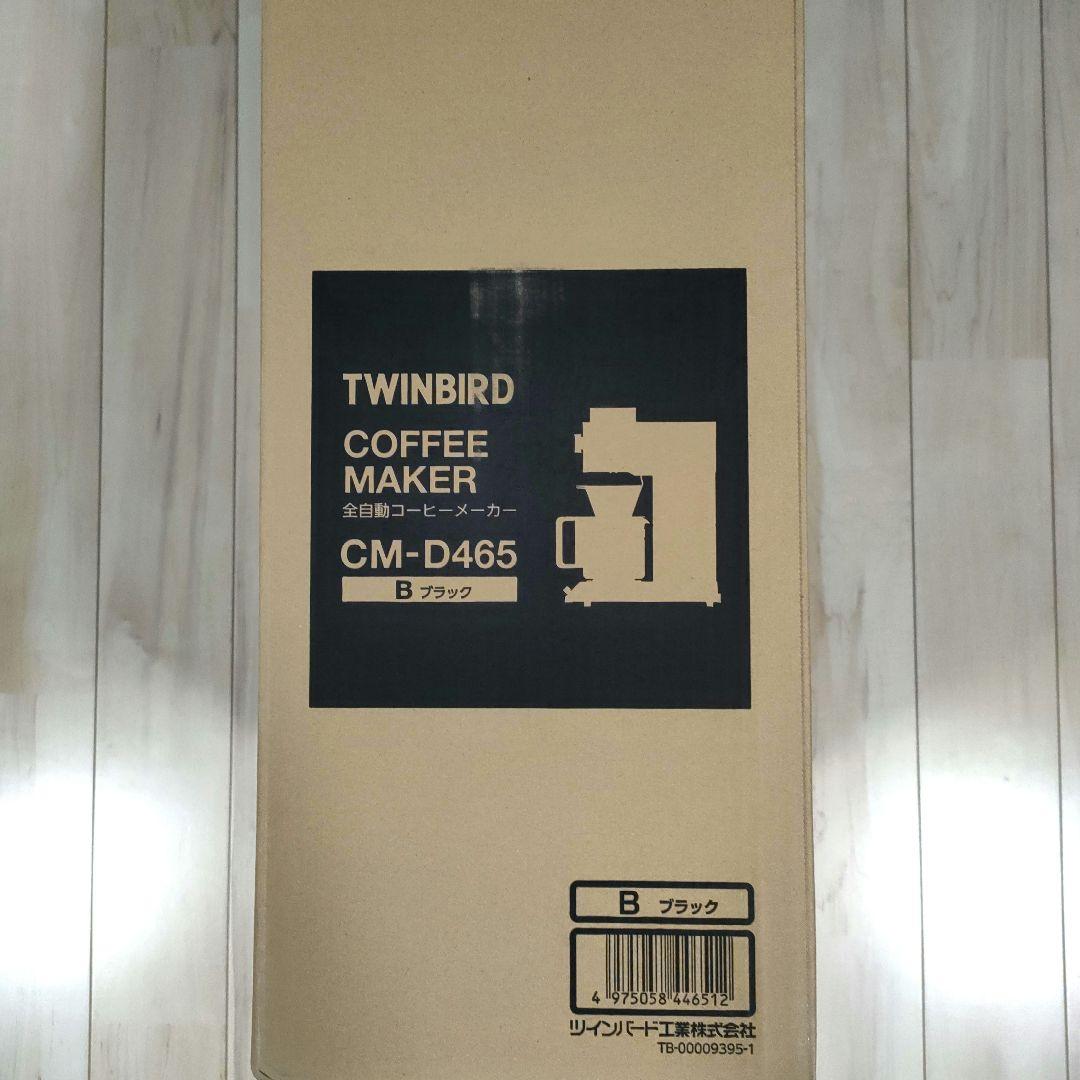 TWINBIRD
COFFEE
MAKER
全自動コーヒーメーカー
CM-D465
B ブラック
B ブラック
4 975058 446512
ツインバード工業株式会社
TB-00009395-1